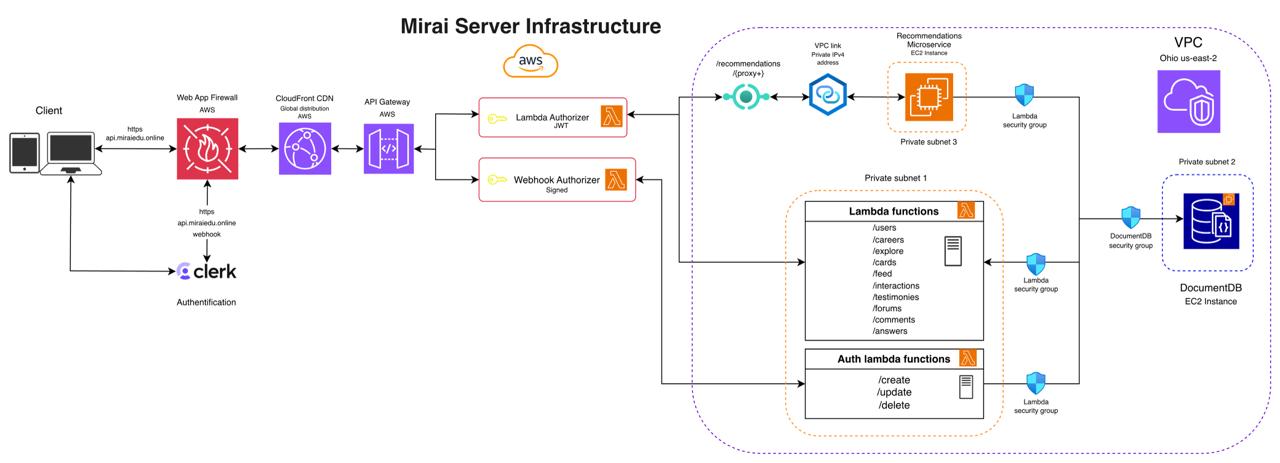 Mirai Server Infrastructure
aws
Client
https
api.miraiedu.online
Web App Firewall
AWS
https
api.miraiedu.online
webhook
clerk
Authentification
CloudFront CDN
Global distribution
AWS
API Gateway
AWS
Lambda Authorizer
JWT
Webhook Authorizer
Signed
/recommendations
/{proxy+}
VPC link
Private IPv4
address
Recommendations
Microservice
EC2 Instance
Private subnet 3
Lambda
security group
VPC
Ohio us-east-2
Private subnet 1
Lambda functions
/users
/careers
/explore
/cards
/feed
/interactions
/testimonies
/forums
/comments
/answers
Lambda
security group
Auth lambda functions
/create
/update
/delete
Lambda
security group
DocumentDB
security group
Private subnet 2
DocumentDB
EC2 Instance